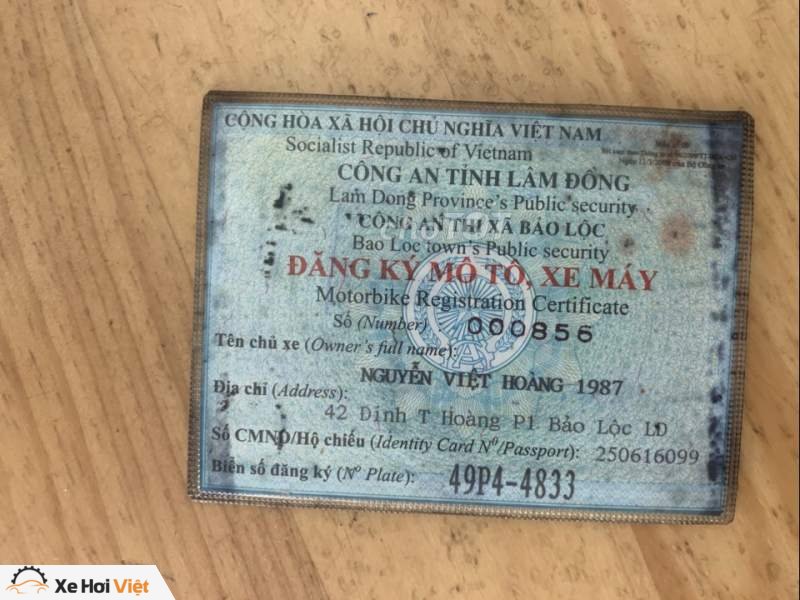 CỘNG HÒA XÃ HỘI CHỦ NGHĨA VIỆT NAM
Socialist Republic of Vietnam
CÔNG AN TỈNH LÂM ĐỒNG
Lam Dong Province's Public security
CÔNG AN THỊ XÃ BẢO LỘC
Bao Loc town's Public security
ĐĂNG KÝ MÔ TÔ, XE MÁY
Motorbike Registration Certificate
Số (Number) 000856
Tên chủ xe (Owner's full name):
NGUYỄN VIỆT HOÀNG 1987
Địa chỉ (Address):
42 Đinh T Hoàng P1 Bảo Lộc LD
Số CMND/Hộ chiếu (Identity Card Nº/Passport): 250616099
Biển số đăng ký (Nº Plate): 49P4-4833
Xe Hơi Việt